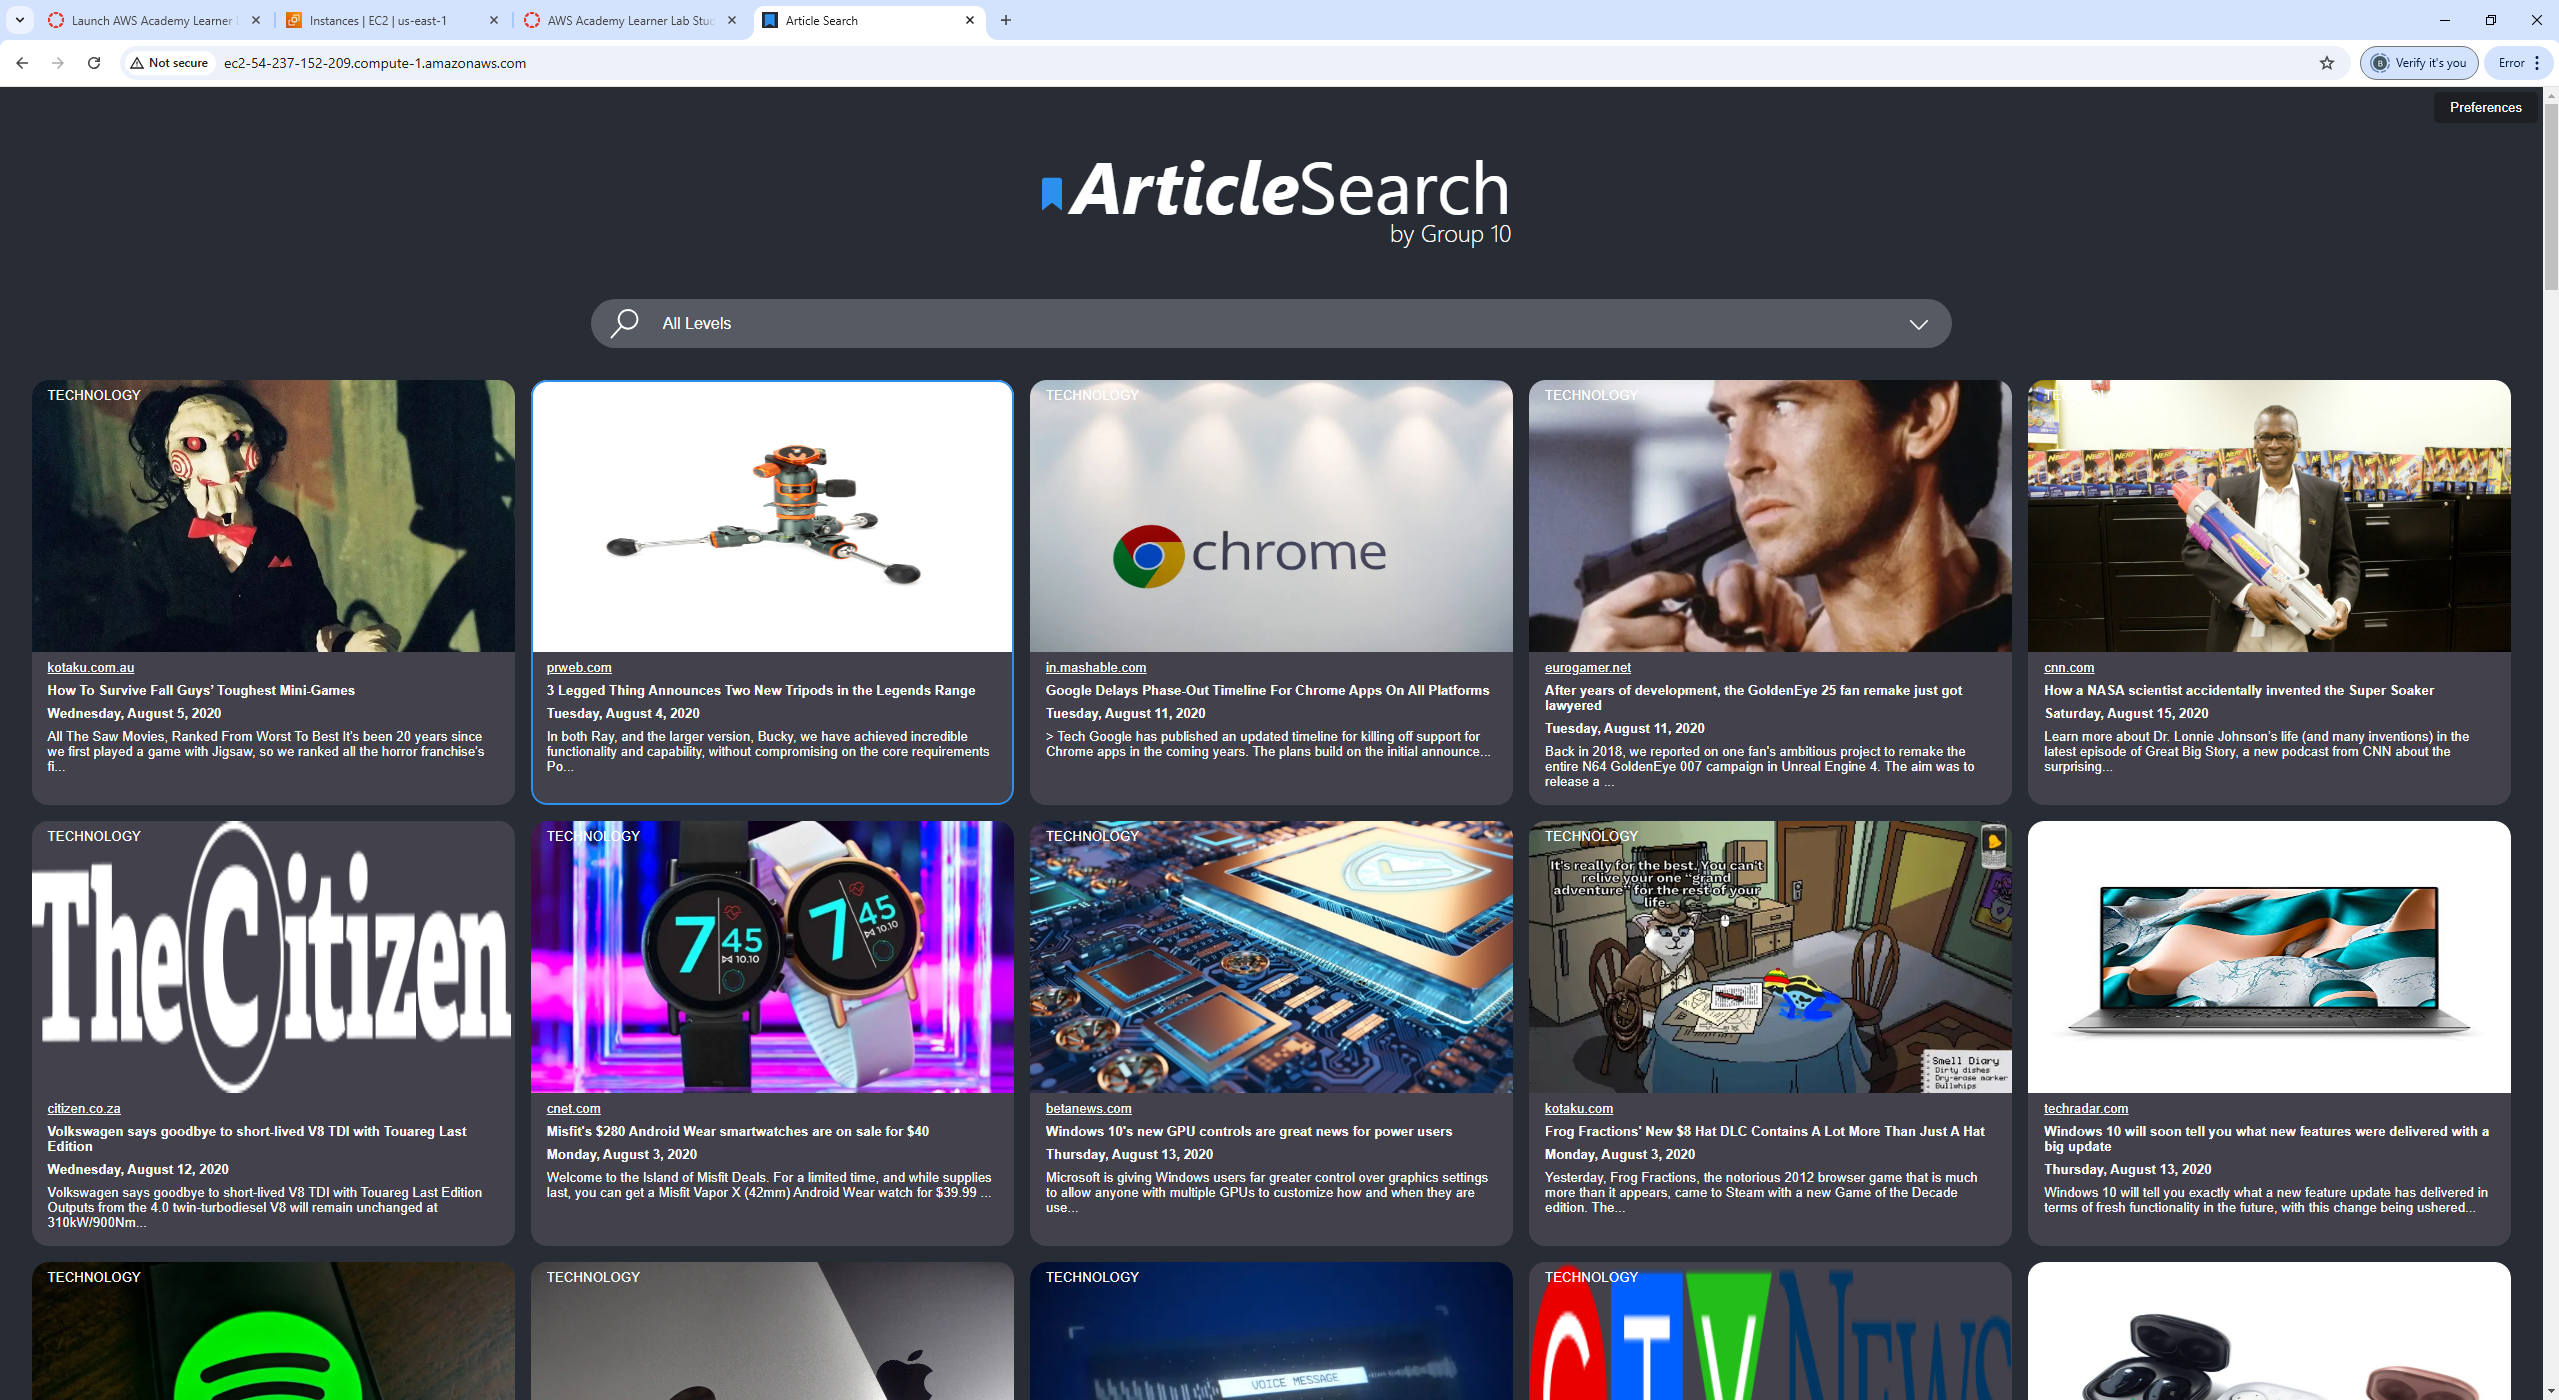 Launch AWS Academy Learner
Instances | EC2 | us-east-1
AWS Academy Learner Lab Stud
Article Search
Not secure
ec2-54-237-152-209.compute-1.amazonaws.com
Verify it's you
Error
Preferences
ArticleSearch
by Group 10
All Levels
TECHNOLOGY
kotaku.com.au
How To Survive Fall Guys’ Toughest Mini-Games
Wednesday, August 5, 2020
All The Saw Movies, Ranked From Worst To Best It’s been 20 years since
we first played a game with Jigsaw, so we ranked all the horror franchise’s
fi...
prweb.com
3 Legged Thing Announces Two New Tripods in the Legends Range
Tuesday, August 4, 2020
In both Ray, and the larger version, Bucky, we have achieved incredible
functionality and capability, without compromising on the core requirements
Po...
TECHNOLOGY
chrome
in.mashable.com
Google Delays Phase-Out Timeline For Chrome Apps On All Platforms
Tuesday, August 11, 2020
> Tech Google has published an updated timeline for killing off support for
Chrome apps in the coming years. The plans build on the initial announce...
TECHNOLOGY
eurogamer.net
After years of development, the GoldenEye 25 fan remake just got
lawyered
Tuesday, August 11, 2020
Back in 2018, we reported on one fan's ambitious project to remake the
entire N64 GoldenEye 007 campaign in Unreal Engine 4. The aim was to
release a ...
TECHNOLOGY
cnn.com
How a NASA scientist accidentally invented the Super Soaker
Saturday, August 15, 2020
Learn more about Dr. Lonnie Johnson’s life (and many inventions) in the
latest episode of Great Big Story, a new podcast from CNN about the
surprising...
TECHNOLOGY
The Citizen
citizen.co.za
Volkswagen says goodbye to short-lived V8 TDI with Touareg Last
Edition
Wednesday, August 12, 2020
Volkswagen says goodbye to short-lived V8 TDI with Touareg Last Edition
Outputs from the 4.0 twin-turbodiesel V8 will remain unchanged at
310kW/900Nm...
TECHNOLOGY
7 45
10.10
7 45
10.10
cnet.com
Misfit's $280 Android Wear smartwatches are on sale for $40
Monday, August 3, 2020
Welcome to the Island of Misfit Deals. For a limited time, and while supplies
last, you can get a Misfit Vapor X (42mm) Android Wear watch for $39.99 ...
TECHNOLOGY
betanews.com
Windows 10's new GPU controls are great news for power users
Thursday, August 13, 2020
Microsoft is giving Windows users far greater control over graphics settings
to allow anyone with multiple GPUs to customize how and when they are
use...
TECHNOLOGY
It's really for the best. You can't
relive your one "grand
adventure" for the rest of your
life.
Smell Diary
Dirty dishes
Dry-erase marker
Bullwhips
kotaku.com
Frog Fractions' New $8 Hat DLC Contains A Lot More Than Just A Hat
Monday, August 3, 2020
Yesterday, Frog Fractions, the notorious 2012 browser game that is much
more than it appears, came to Steam with a new Game of the Decade
edition. The...
techradar.com
Windows 10 will soon tell you what new features were delivered with a
big update
Thursday, August 13, 2020
Windows 10 will tell you exactly what a new feature update has delivered in
terms of fresh functionality in the future, with this change being ushered...
TECHNOLOGY
TECHNOLOGY
TECHNOLOGY
VOICE MESSAGE
TECHNOLOGY
CTV NEWS